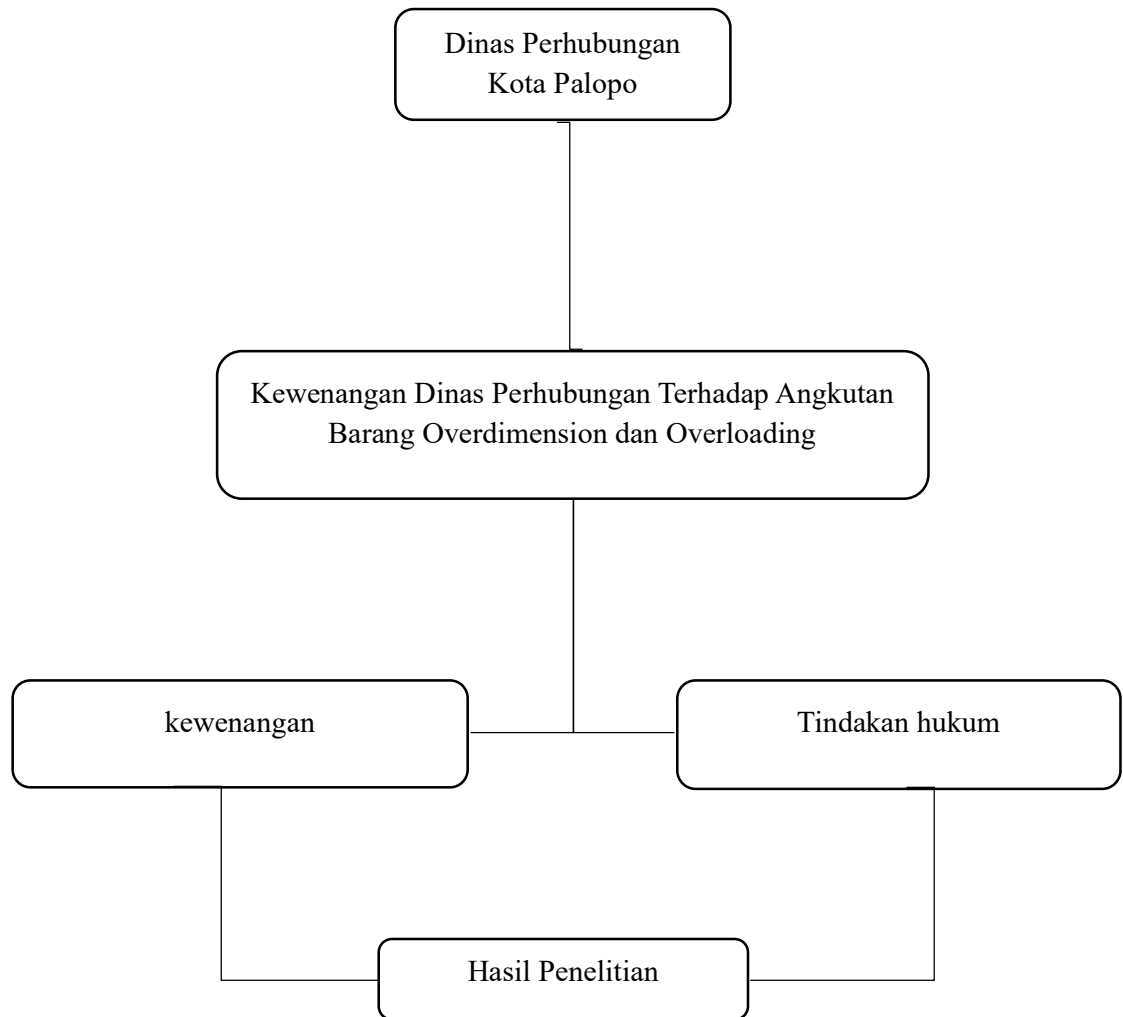 Dinas Perhubungan
Kota Palopo
Kewenangan Dinas Perhubungan Terhadap Angkutan
Barang Overdimension dan Overloading
kewenangan
Tindakan hukum
Hasil Penelitian